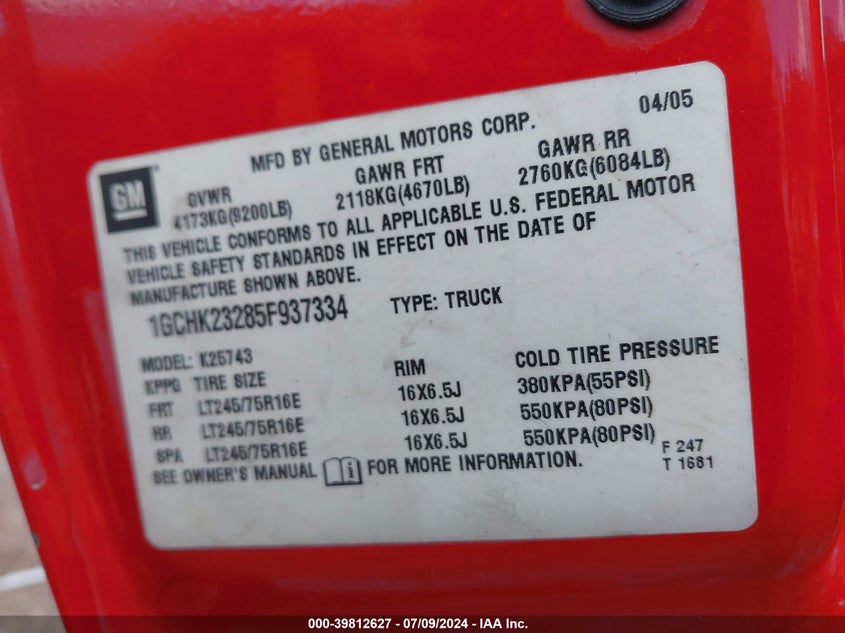 04/05
MFD BY GENERAL MOTORS CORP.
GM
GVWR GAWR FRT GAWR RR
4173KG(9200LB) 2118KG(4670LB) 2760KG(6084LB)
THIS VEHICLE CONFORMS TO ALL APPLICABLE U.S. FEDERAL MOTOR
VEHICLE SAFETY STANDARDS IN EFFECT ON THE DATE OF
MANUFACTURE SHOWN ABOVE.
1GCHK23285F937334 TYPE: TRUCK
MODEL: K25743
KPPG TIRE SIZE RIM COLD TIRE PRESSURE
FRT LT245/75R16E 16X6.5J 380KPA(55PSI)
RR LT245/75R16E 16X6.5J 550KPA(80PSI)
SPA LT245/75R16E 16X6.5J 550KPA(80PSI)
SEE OWNER'S MANUAL i FOR MORE INFORMATION.
F 247
T 1681
000-39812627 - 07/09/2024 - IAA Inc.